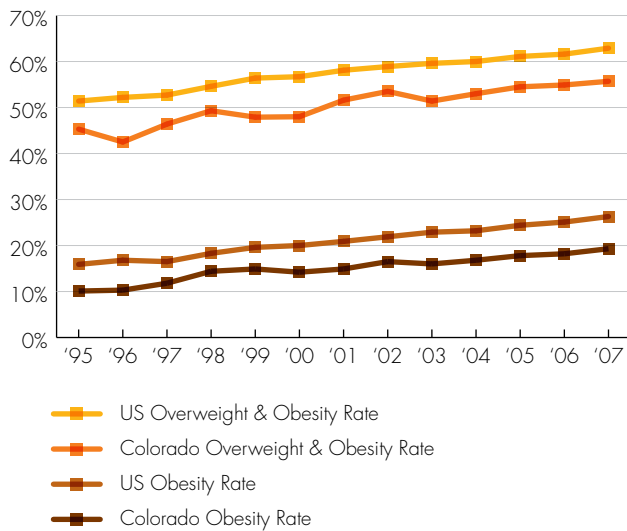 70%
60%
50%
40%
30%
20%
10%
0%
‘95 ‘96 ‘97 ‘98 ‘99 ‘00 ‘01 ‘02 ‘03 ‘04 ‘05 ‘06 ‘07
US Overweight & Obesity Rate
Colorado Overweight & Obesity Rate
US Obesity Rate
Colorado Obesity Rate